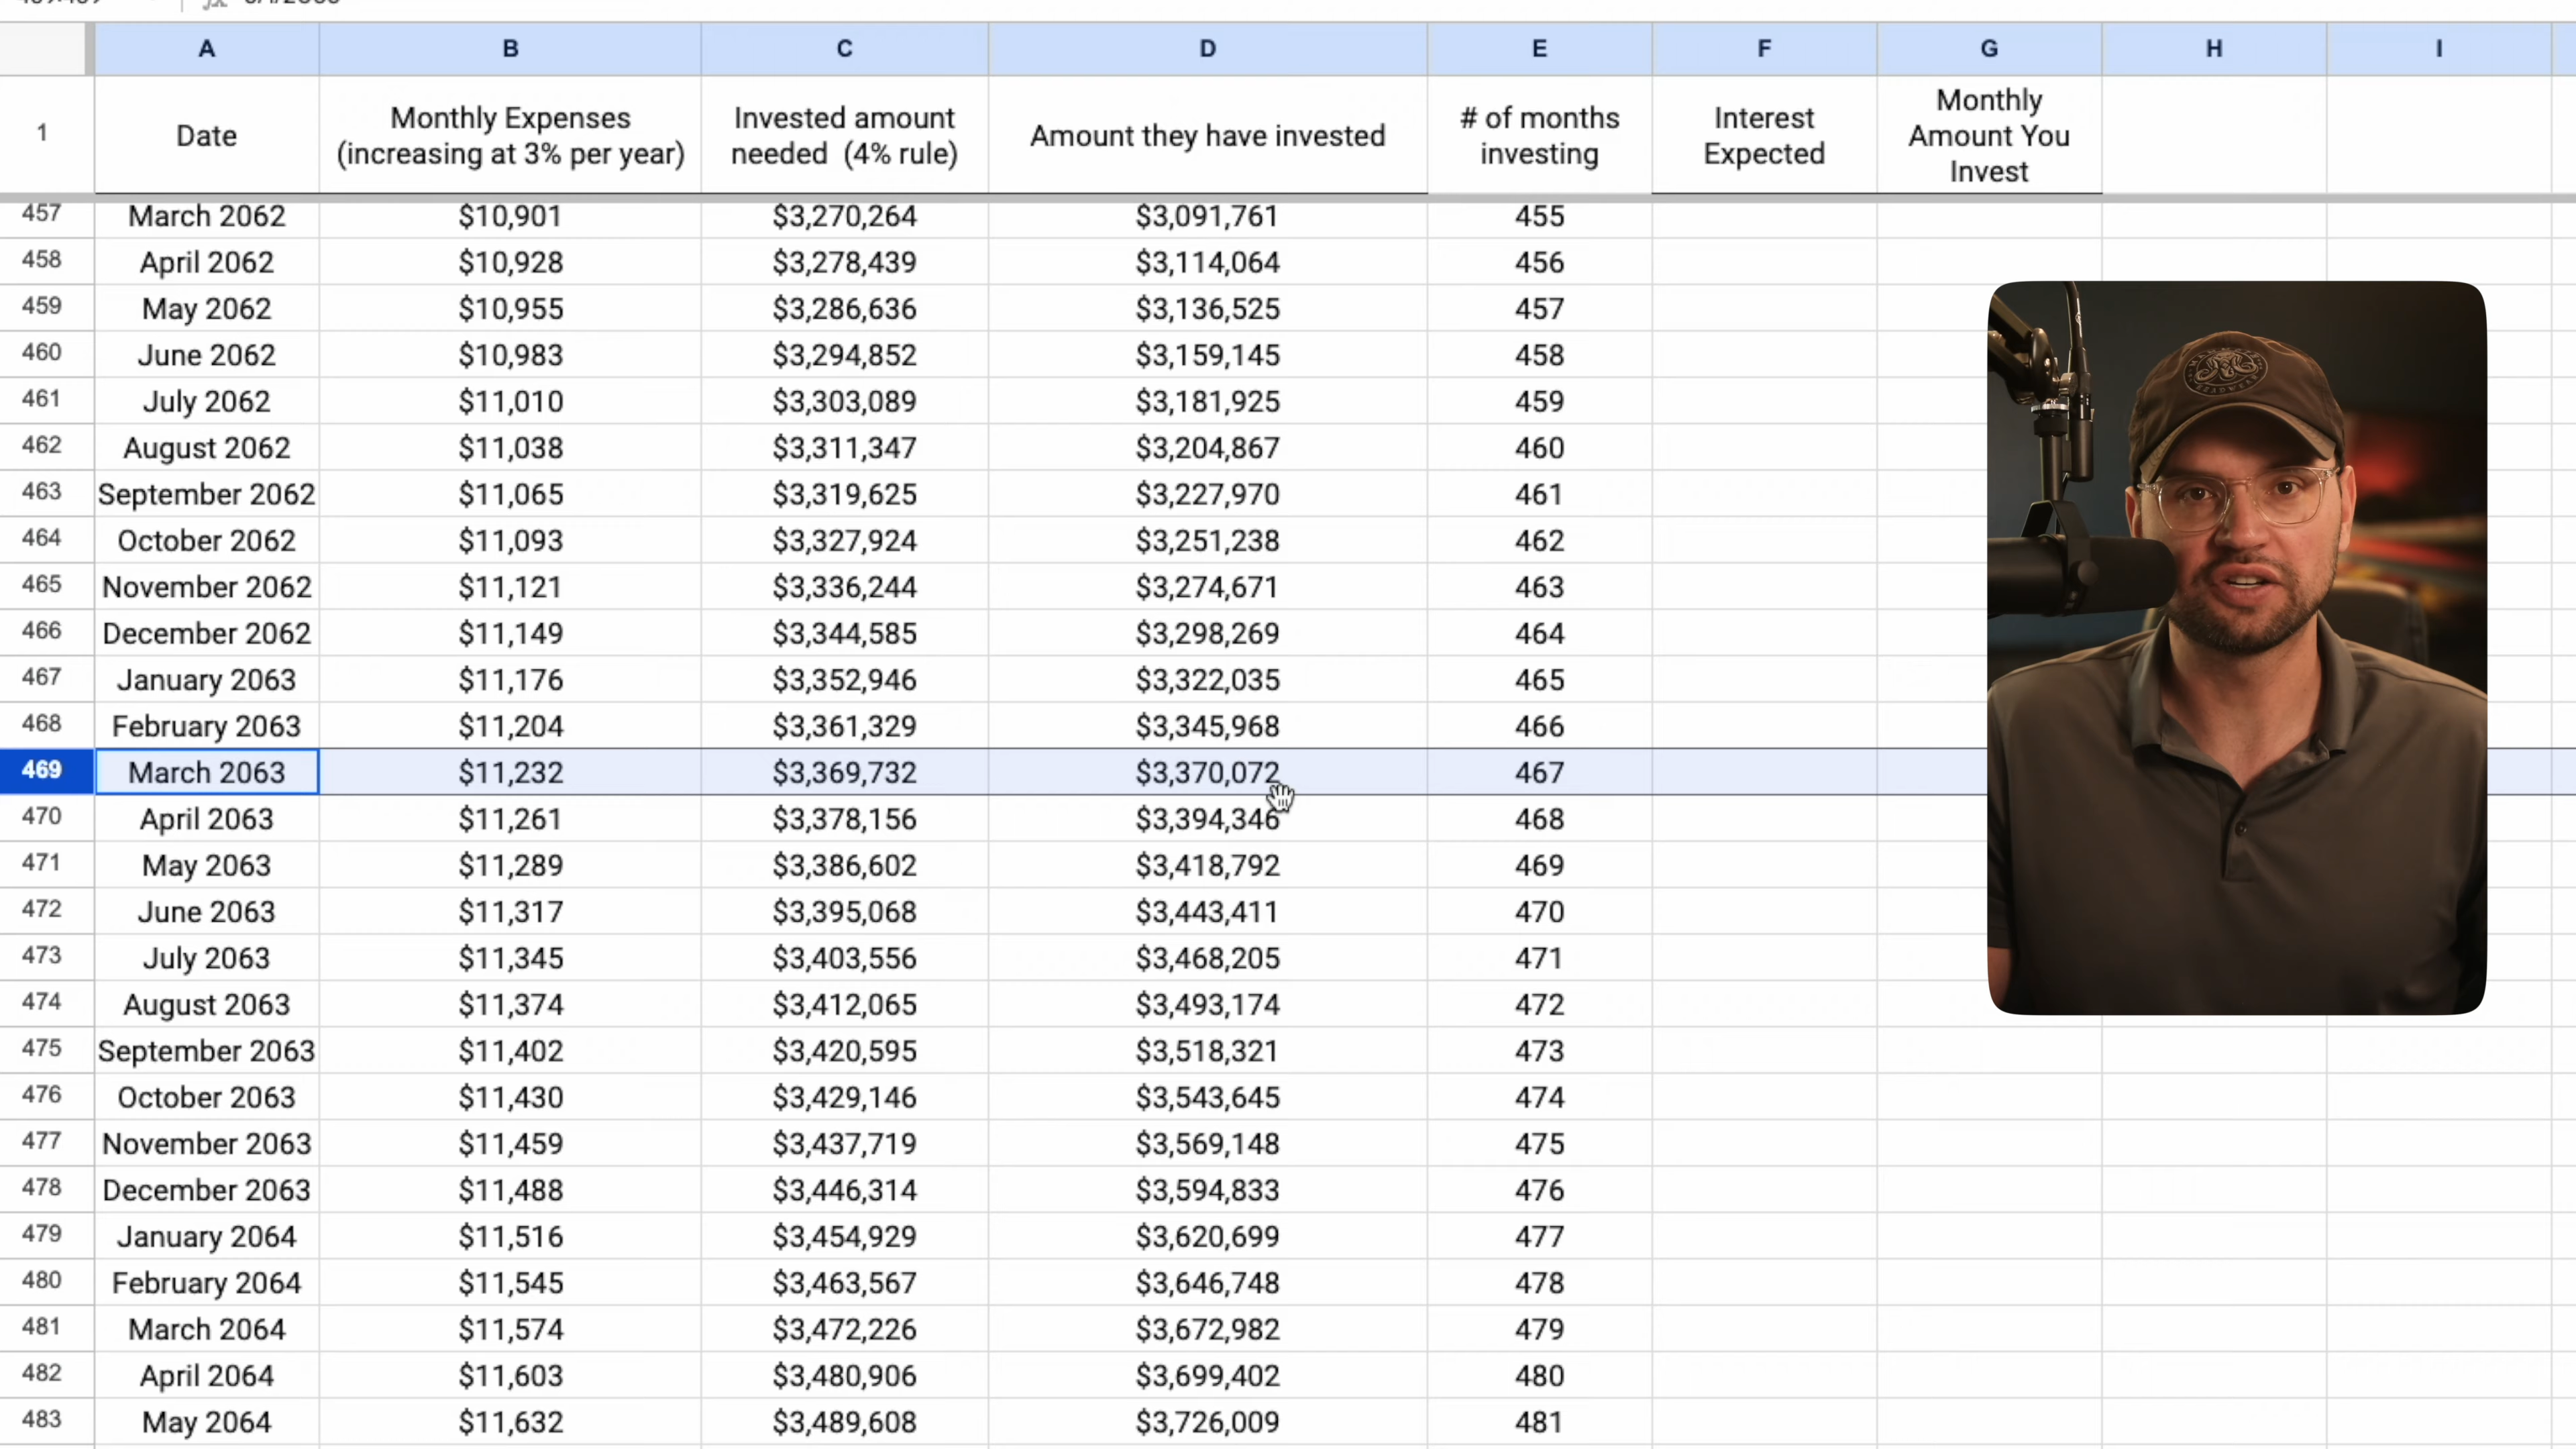 A B C D E F G H I
1 Date Monthly Expenses (increasing at 3% per year) Invested amount needed (4% rule) Amount they have invested # of months investing Interest Expected Monthly Amount You Invest
457 March 2062 $10,901 $3,270,264 $3,091,761 455
458 April 2062 $10,928 $3,278,439 $3,114,064 456
459 May 2062 $10,955 $3,286,636 $3,136,525 457
460 June 2062 $10,983 $3,294,852 $3,159,145 458
461 July 2062 $11,010 $3,303,089 $3,181,925 459
462 August 2062 $11,038 $3,311,347 $3,204,867 460
463 September 2062 $11,065 $3,319,625 $3,227,970 461
464 October 2062 $11,093 $3,327,924 $3,251,238 462
465 November 2062 $11,121 $3,336,244 $3,274,671 463
466 December 2062 $11,149 $3,344,585 $3,298,269 464
467 January 2063 $11,176 $3,352,946 $3,322,035 465
468 February 2063 $11,204 $3,361,329 $3,345,968 466
469 March 2063 $11,232 $3,369,732 $3,370,072 467
470 April 2063 $11,261 $3,378,156 $3,394,346 468
471 May 2063 $11,289 $3,386,602 $3,418,792 469
472 June 2063 $11,317 $3,395,068 $3,443,411 470
473 July 2063 $11,345 $3,403,556 $3,468,205 471
474 August 2063 $11,374 $3,412,065 $3,493,174 472
475 September 2063 $11,402 $3,420,595 $3,518,321 473
476 October 2063 $11,430 $3,429,146 $3,543,645 474
477 November 2063 $11,459 $3,437,719 $3,569,148 475
478 December 2063 $11,488 $3,446,314 $3,594,833 476
479 January 2064 $11,516 $3,454,929 $3,620,699 477
480 February 2064 $11,545 $3,463,567 $3,646,748 478
481 March 2064 $11,574 $3,472,226 $3,672,982 479
482 April 2064 $11,603 $3,480,906 $3,699,402 480
483 May 2064 $11,632 $3,489,608 $3,726,009 481